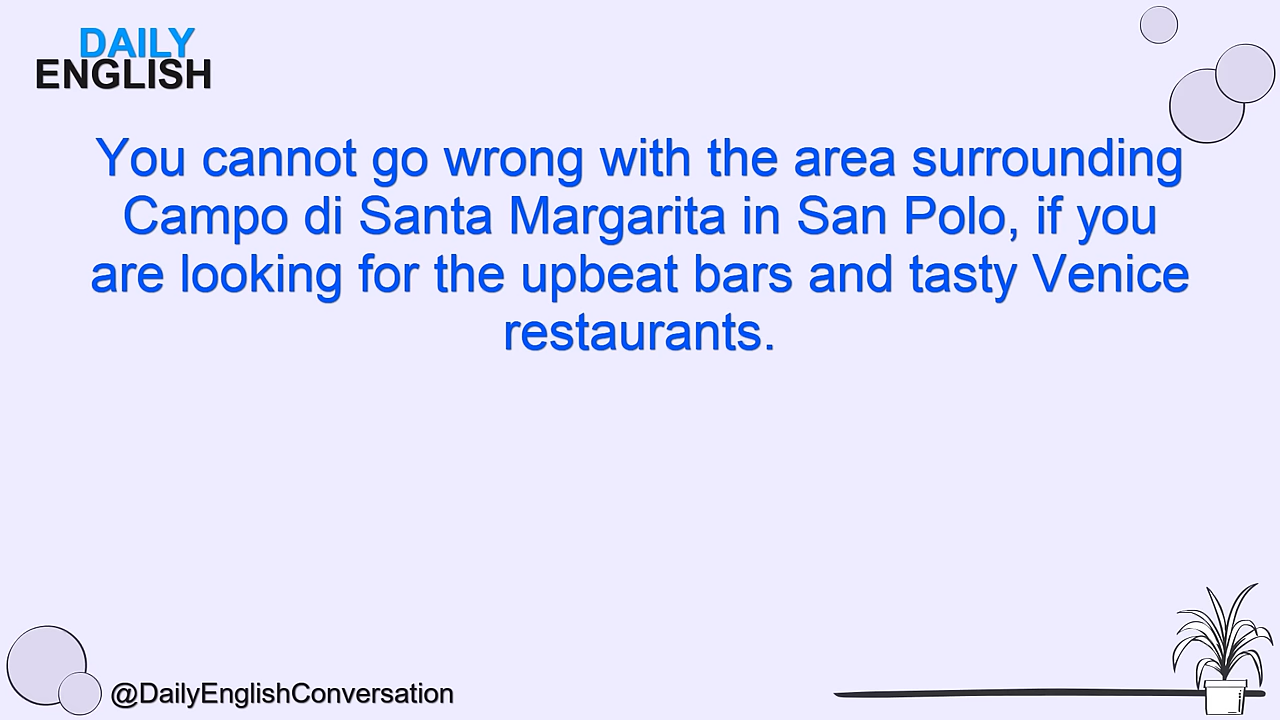 DAILY
ENGLISH
You cannot go wrong with the area surrounding
Campo di Santa Margarita in San Polo, if you
are looking for the upbeat bars and tasty Venice
restaurants.
@DailyEnglishConversation